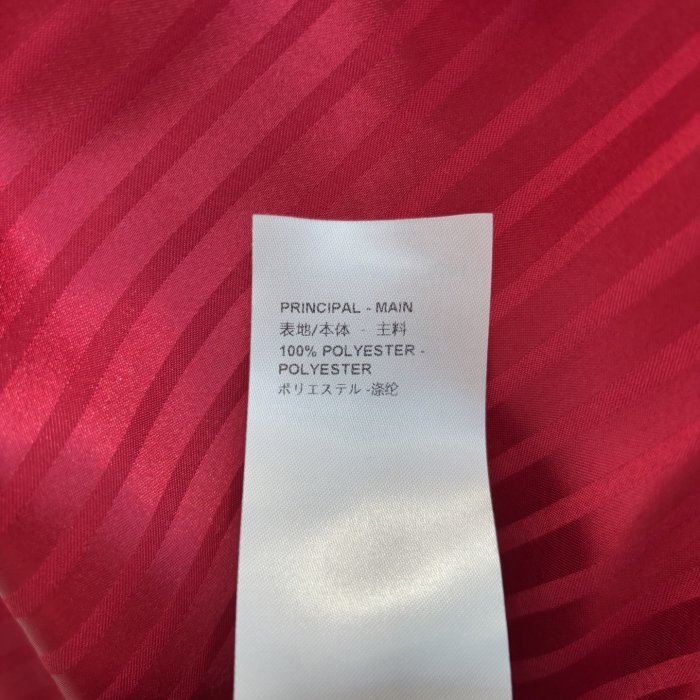 PRINCIPAL - MAIN
表地/本体 - 主料
100% POLYESTER -
POLYESTER
ポリエステル -涤纶